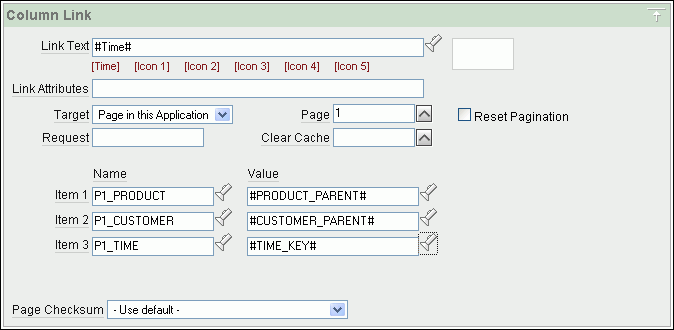 Column Link
Link Text #Time#
[Time] [Icon 1] [Icon 2] [Icon 3] [Icon 4] [Icon 5]
Link Attributes
Target Page in this Application Page 1 Reset Pagination
Request Clear Cache
Name Value
Item 1 P1_PRODUCT #PRODUCT_PARENT#
Item 2 P1_CUSTOMER #CUSTOMER_PARENT#
Item 3 P1_TIME #TIME_KEY#
Page Checksum - Use default -